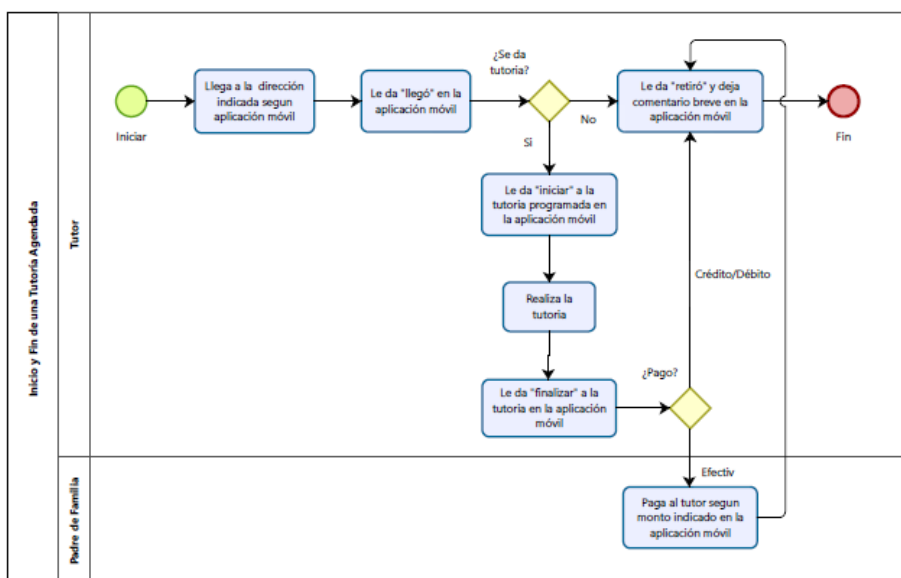 Inicio y Fin de una Tutoría Agendada
Tutor
Iniciar
Llega a la dirección
indicada segun
aplicación móvil
Le da "llegó" en la
aplicación móvil
¿Se da
tutoria?
No
Si
Le da "retiró" y deja
comentario breve en la
aplicación móvil
Fin
Le da "iniciar" a la
tutoria programada en
la aplicación móvil
Realiza la
tutoria
Le da "finalizar" a la
tutoria en la aplicación
móvil
¿Pago?
Crédito/Débito
Efectiv
Padre de Familia
Paga al tutor segun
monto indicado en la
aplicación móvil